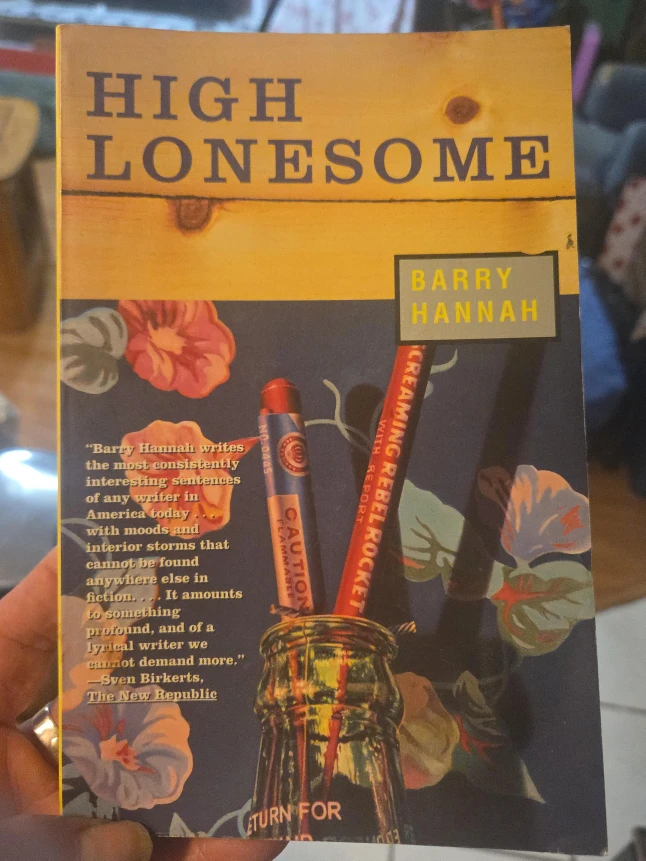 HIGH
LONESOME
BARRY
HANNAH
"Barry Hannah writes
the most consistently
interesting sentences
of any writer in
America today . . .
with moods and
interior storms that
cannot be found
anywhere else in
fiction. . . . It amounts
to something
profound, and of a
lyrical writer we
cannot demand more."
—Sven Birkerts,
The New Republic
CAUTION
FLAMMABLE
CREAMING REBEL ROCKET
WITH REPORT
ETURN FOR